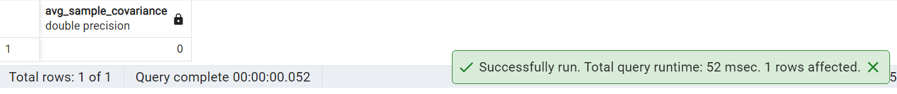 avg_sample_covariance
double precision
1 0
Total rows: 1 of 1 Query complete 00:00:00.052
Successfully run. Total query runtime: 52 msec. 1 rows affected.
5